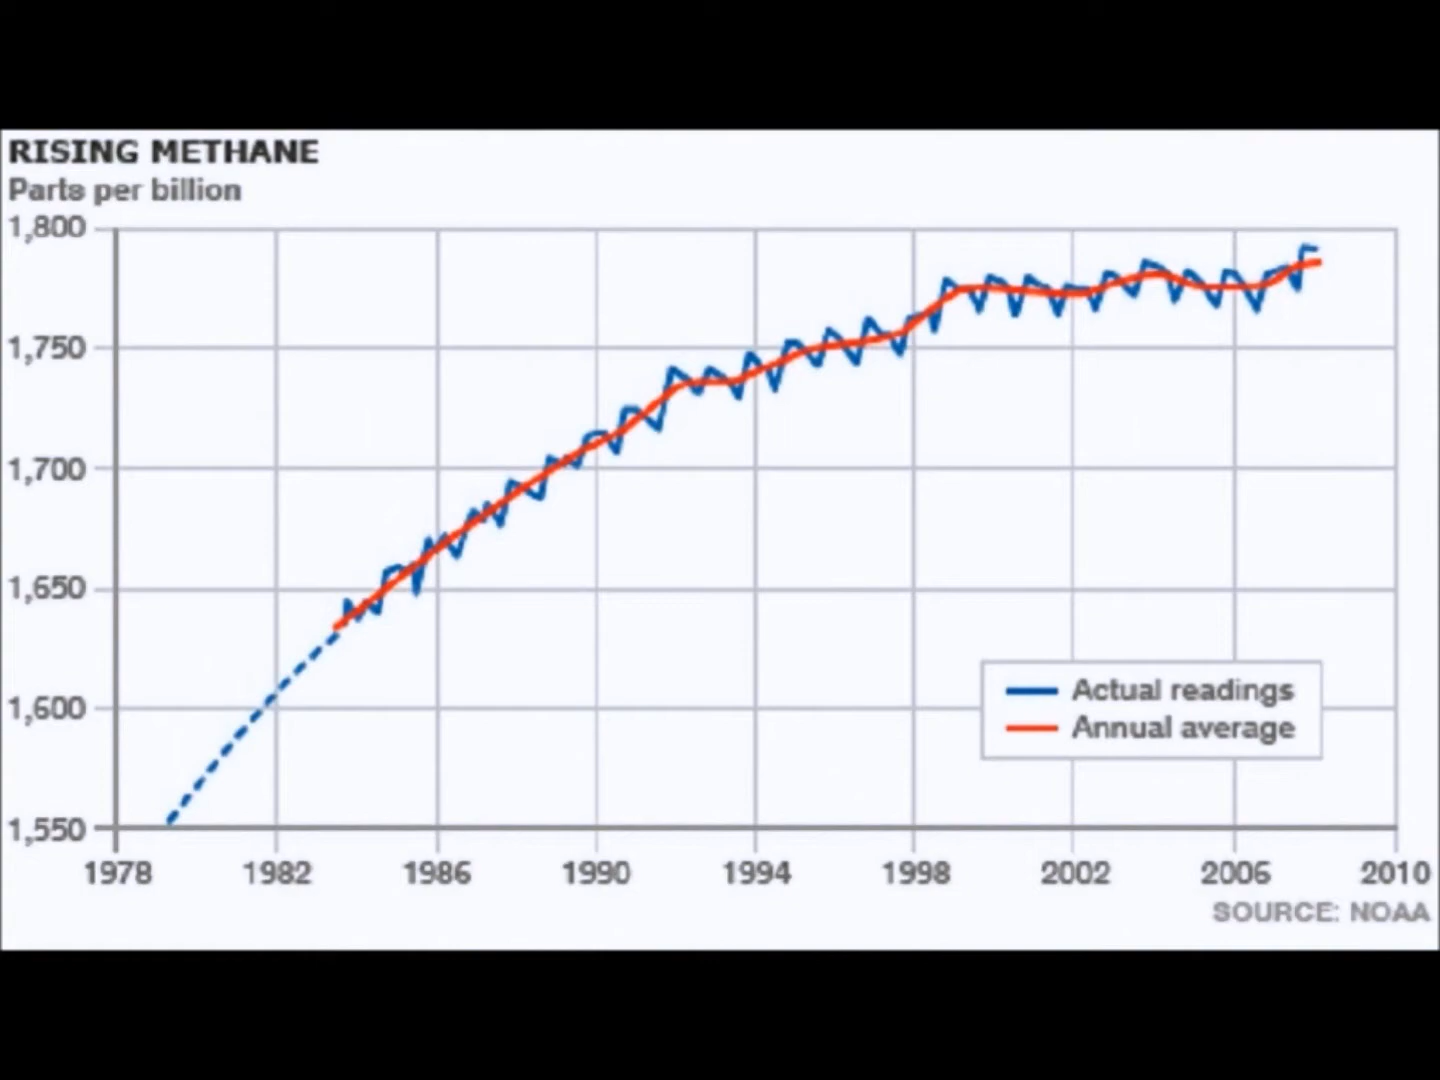 RISING METHANE
Parts per billion
1,800
1,750
1,700
1,650
1,600
1,550
Actual readings
Annual average
1978 1982 1986 1990 1994 1998 2002 2006 2010
SOURCE: NOAA